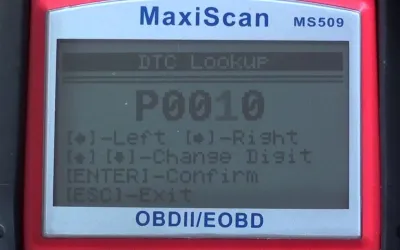 MaxiScan MS509
DTC Lookup
P0010
[←]-Left [→]-Right
[↑] [↓]-Change Digit
[ENTER]-Confirm
[ESC]-Exit
OBDII/EOBD